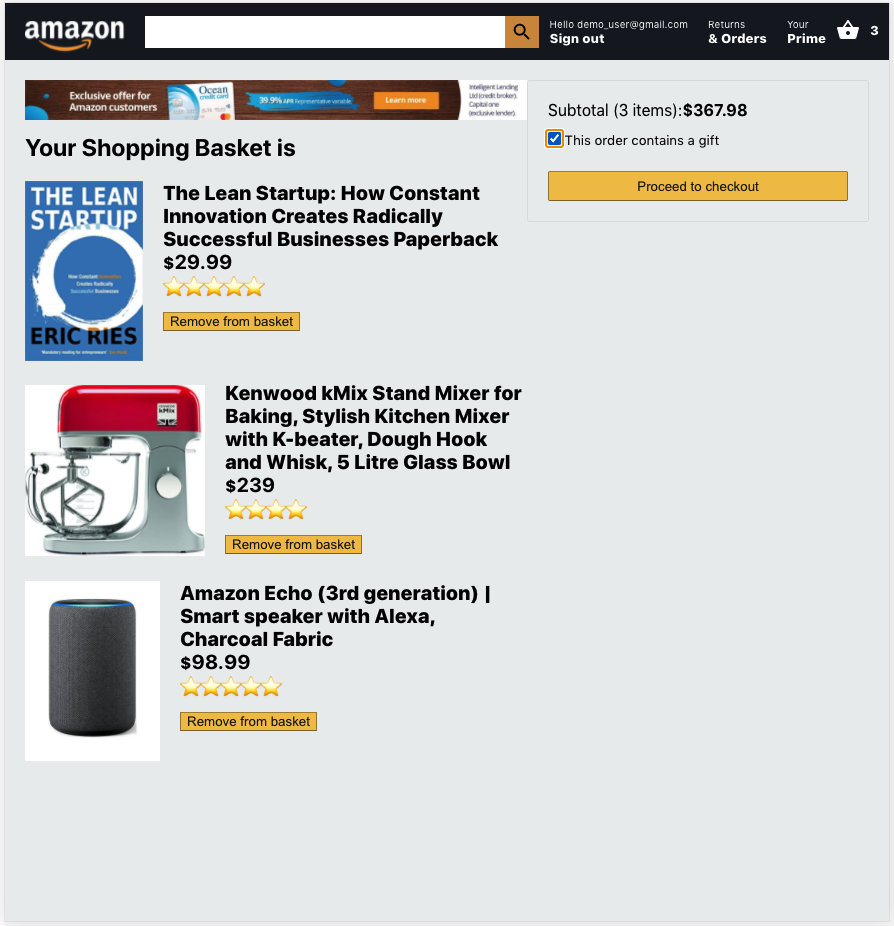 amazon
Hello demo_user@gmail.com
Sign out
Returns
& Orders
Your
Prime
3
Exclusive offer for
Amazon customers
Ocean
credit card
39.9% APR Representative variable
Learn more
Intelligent Lending
Ltd (credit broker).
Capital one
(exclusive lender).
Subtotal (3 items):$367.98
This order contains a gift
Proceed to checkout
Your Shopping Basket is
THE LEAN
STARTUP
How Constant Innovation
Creates Radically
Successful Businesses
ERIC RIES
The Lean Startup: How Constant
Innovation Creates Radically
Successful Businesses Paperback
$29.99
Remove from basket
kMix
Kenwood kMix Stand Mixer for
Baking, Stylish Kitchen Mixer
with K-beater, Dough Hook
and Whisk, 5 Litre Glass Bowl
$239
Remove from basket
Amazon Echo (3rd generation) |
Smart speaker with Alexa,
Charcoal Fabric
$98.99
Remove from basket